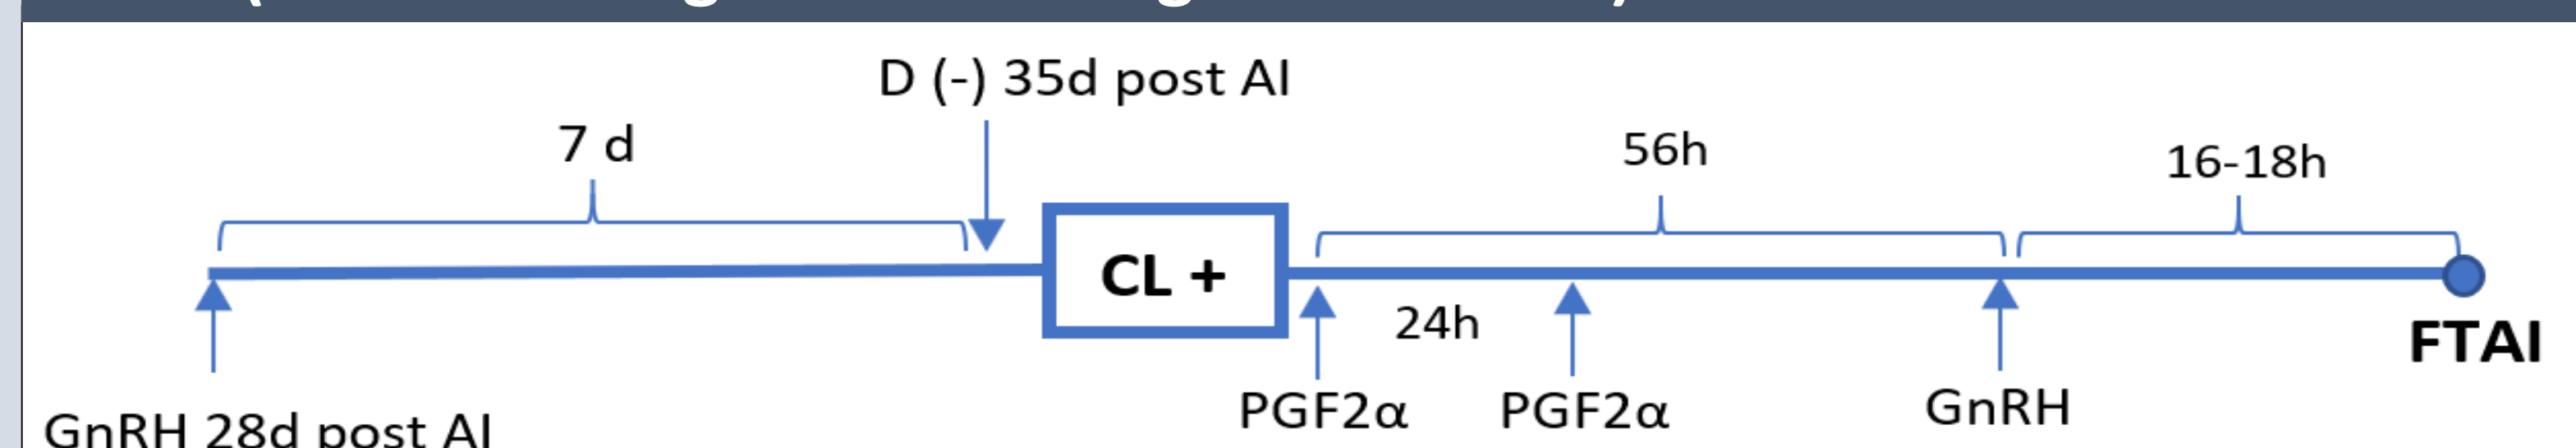 D (-) 35d post AI
7 d
56h
16-18h
CL +
24h
FTAI
PGF2α
PGF2α
GnRH
GnRH 28d post AI